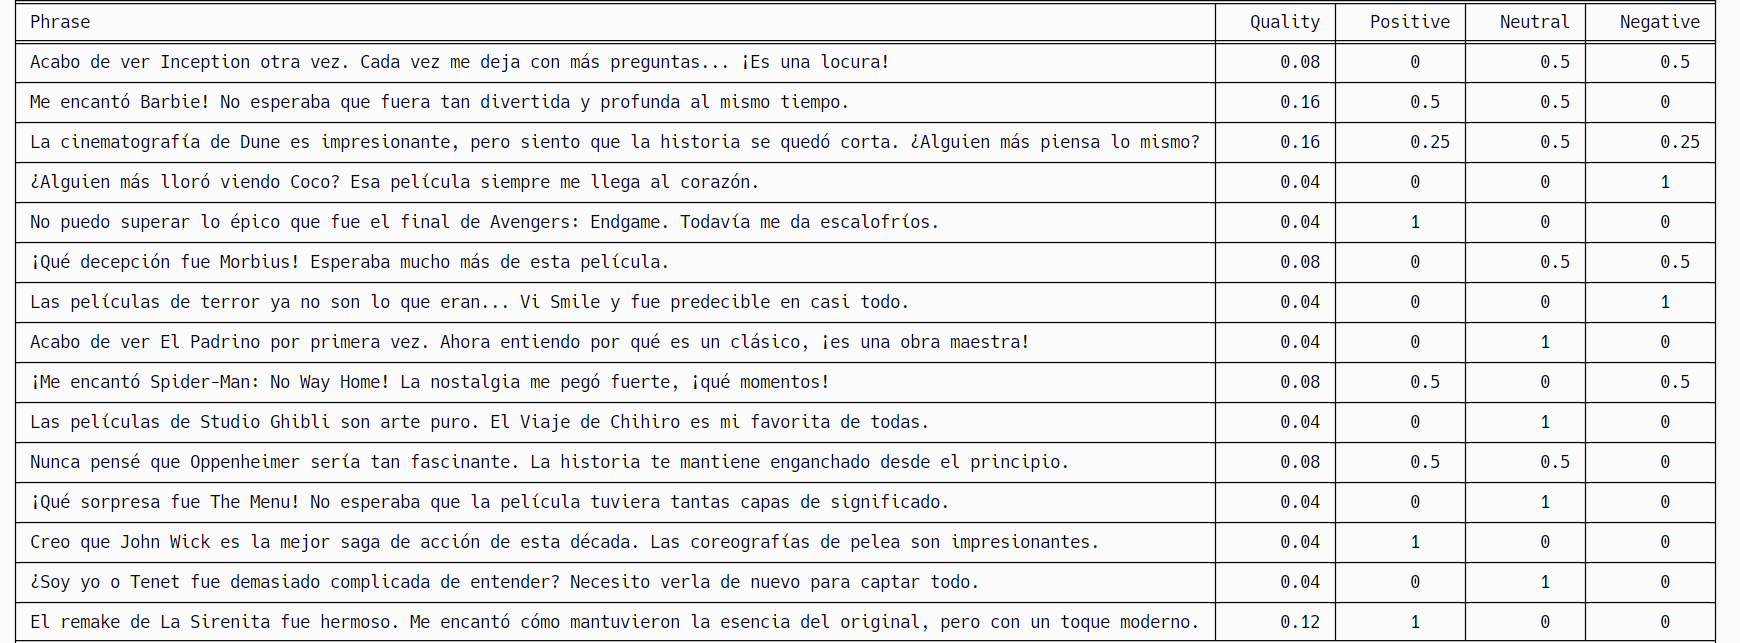 Phrase Quality Positive Neutral Negative
Acabo de ver Inception otra vez. Cada vez me deja con más preguntas... ¡Es una locura! 0.08 0 0.5 0.5
Me encantó Barbie! No esperaba que fuera tan divertida y profunda al mismo tiempo. 0.16 0.5 0.5 0
La cinematografía de Dune es impresionante, pero siento que la historia se quedó corta. ¿Alguien más piensa lo mismo? 0.16 0.25 0.5 0.25
¿Alguien más lloró viendo Coco? Esa película siempre me llega al corazón. 0.04 0 0 1
No puedo superar lo épico que fue el final de Avengers: Endgame. Todavía me da escalofríos. 0.04 1 0 0
¡Qué decepción fue Morbius! Esperaba mucho más de esta película. 0.08 0 0.5 0.5
Las películas de terror ya no son lo que eran... Vi Smile y fue predecible en casi todo. 0.04 0 0 1
Acabo de ver El Padrino por primera vez. Ahora entiendo por qué es un clásico, ¡es una obra maestra! 0.04 0 1 0
¡Me encantó Spider-Man: No Way Home! La nostalgia me pegó fuerte, ¡qué momentos! 0.08 0.5 0 0.5
Las películas de Studio Ghibli son arte puro. El Viaje de Chihiro es mi favorita de todas. 0.04 0 1 0
Nunca pensé que Oppenheimer sería tan fascinante. La historia te mantiene enganchado desde el principio. 0.08 0.5 0.5 0
¡Qué sorpresa fue The Menu! No esperaba que la película tuviera tantas capas de significado. 0.04 0 1 0
Creo que John Wick es la mejor saga de acción de esta década. Las coreografías de pelea son impresionantes. 0.04 1 0 0
¿Soy yo o Tenet fue demasiado complicada de entender? Necesito verla de nuevo para captar todo. 0.04 0 1 0
El remake de La Sirenita fue hermoso. Me encantó cómo mantuvieron la esencia del original, pero con un toque moderno. 0.12 1 0 0